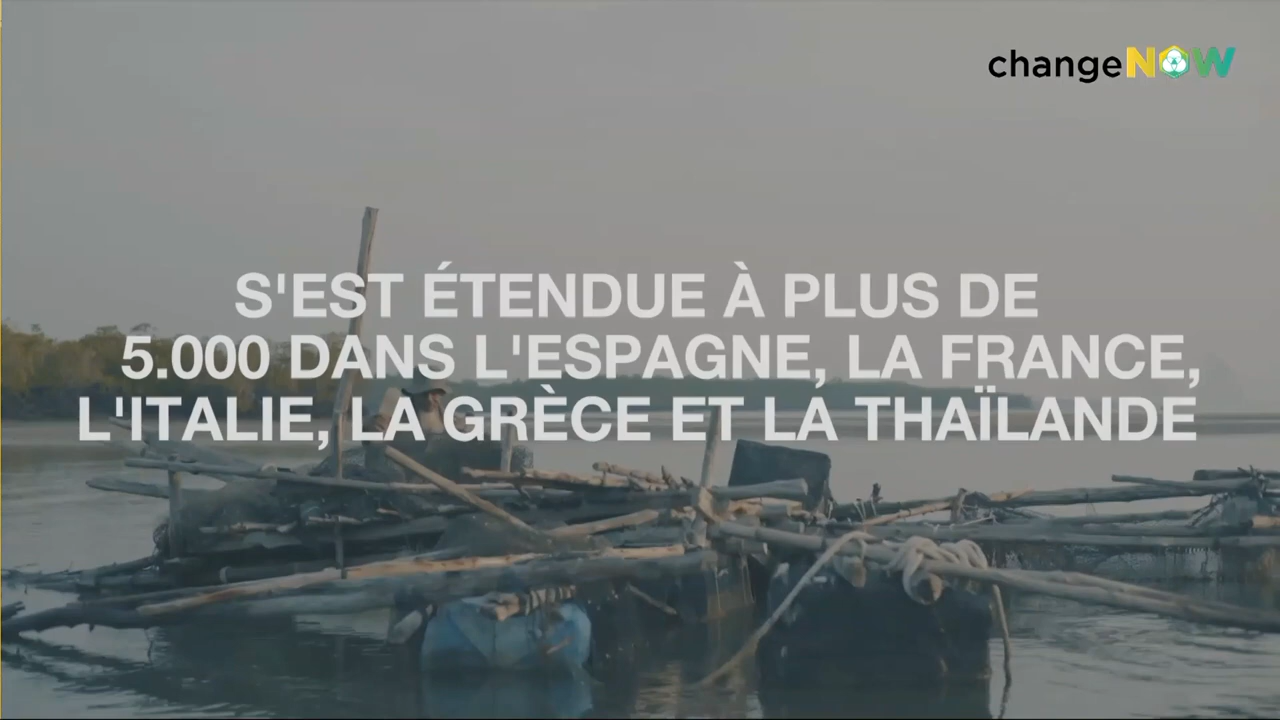 changeNOW
S'EST ÉTENDUE À PLUS DE
5.000 DANS L'ESPAGNE, LA FRANCE,
L'ITALIE, LA GRÈCE ET LA THAÏLANDE